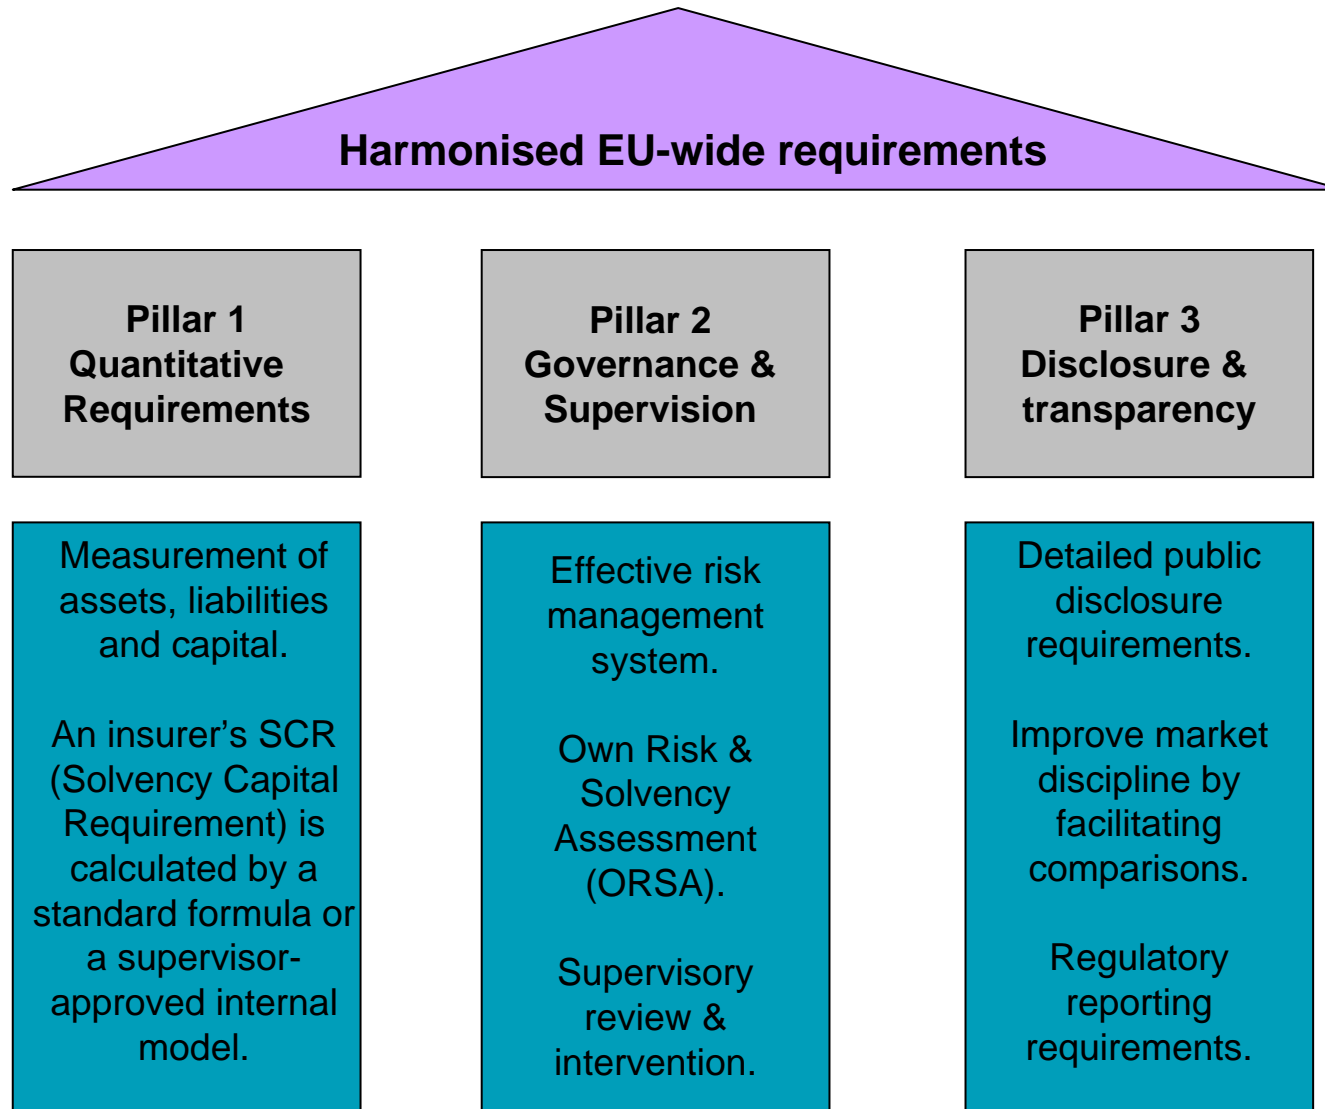 Harmonised EU-wide requirements
Pillar 1
Quantitative
Requirements
Pillar 2
Governance &
Supervision
Pillar 3
Disclosure &
transparency
Measurement of
assets, liabilities
and capital.
An insurer’s SCR
(Solvency Capital
Requirement) is
calculated by a
standard formula or
a supervisor-
approved internal
model.
Effective risk
management
system.
Own Risk &
Solvency
Assessment
(ORSA).
Supervisory
review &
intervention.
Detailed public
disclosure
requirements.
Improve market
discipline by
facilitating
comparisons.
Regulatory
reporting
requirements.